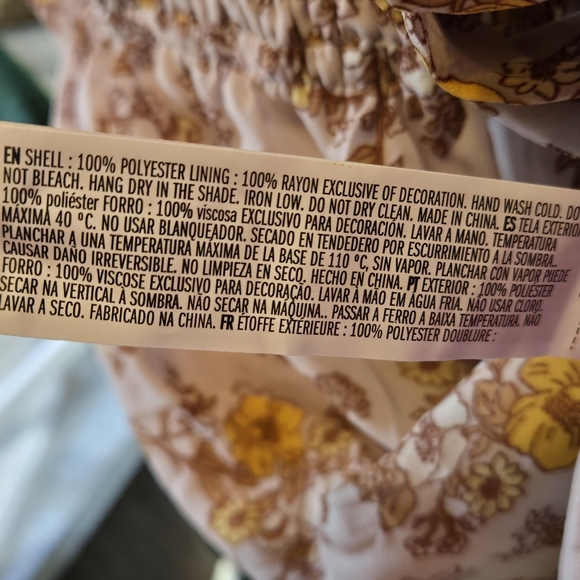 EN SHELL : 100% POLYESTER LINING : 100% RAYON EXCLUSIVE OF DECORATION. HAND WASH COLD. DO
NOT BLEACH. HANG DRY IN THE SHADE. IRON LOW. DO NOT DRY CLEAN. MADE IN CHINA. ES TELA EXTERIOR
100% poliéster FORRO : 100% viscosa EXCLUSIVO PARA DECORACIÓN. LAVAR A MANO. TEMPERATURA
MÁXIMA 40 ºC. NO USAR BLANQUEADOR. SECADO EN TENDEDERO POR ESCURRIMIENTO A LA SOMBRA..
PLANCHAR A UNA TEMPERATURA MÁXIMA DE LA BASE DE 110 ºC, SIN VAPOR. PLANCHAR CON VAPOR PUEDE
CAUSAR DAÑO IRREVERSIBLE. NO LIMPIEZA EN SECO. HECHO EN CHINA. PT EXTERIOR : 100% POLIESTER
FORRO : 100% VISCOSE EXCLUSIVO PARA DECORAÇÃO. LAVAR À MÃO EM ÁGUA FRIA. NÃO USAR CLORO.
SECAR NA VERTICAL À SOMBRA. NÃO SECAR NA MÁQUINA.. PASSAR A FERRO A BAIXA TEMPERATURA. NÃO
LAVAR A SECO. FABRICADO NA CHINA. FR ÉTOFFE EXTÉRIEURE : 100% POLYESTER DOUBLURE :